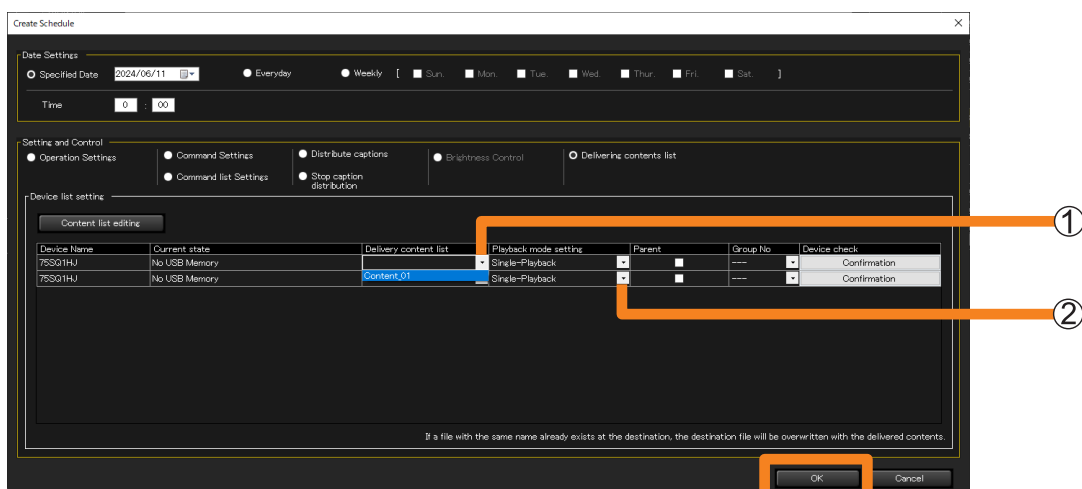 Create Schedule
Date Settings
Specified Date 2024/06/11 Everyday Weekly [ Sun. Mon. Tue. Wed. Thur. Fri. Sat. ]
Time 0 : 00
Setting and Control
Operation Settings Command Settings Distribute captions Brightness Control Delivering contents list
Command list Settings Stop caption
distribution
Device list setting
Content list editing
①
Device Name Current state Delivery content list Playback mode setting Parent Group No Device check
75SQ1HJ No USB Memory Single-Playback --- Confirmation
75SQ1HJ No USB Memory Content_01 Single-Playback --- Confirmation
②
If a file with the same name already exists at the destination, the destination file will be overwritten with the delivered contents.
OK Cancel